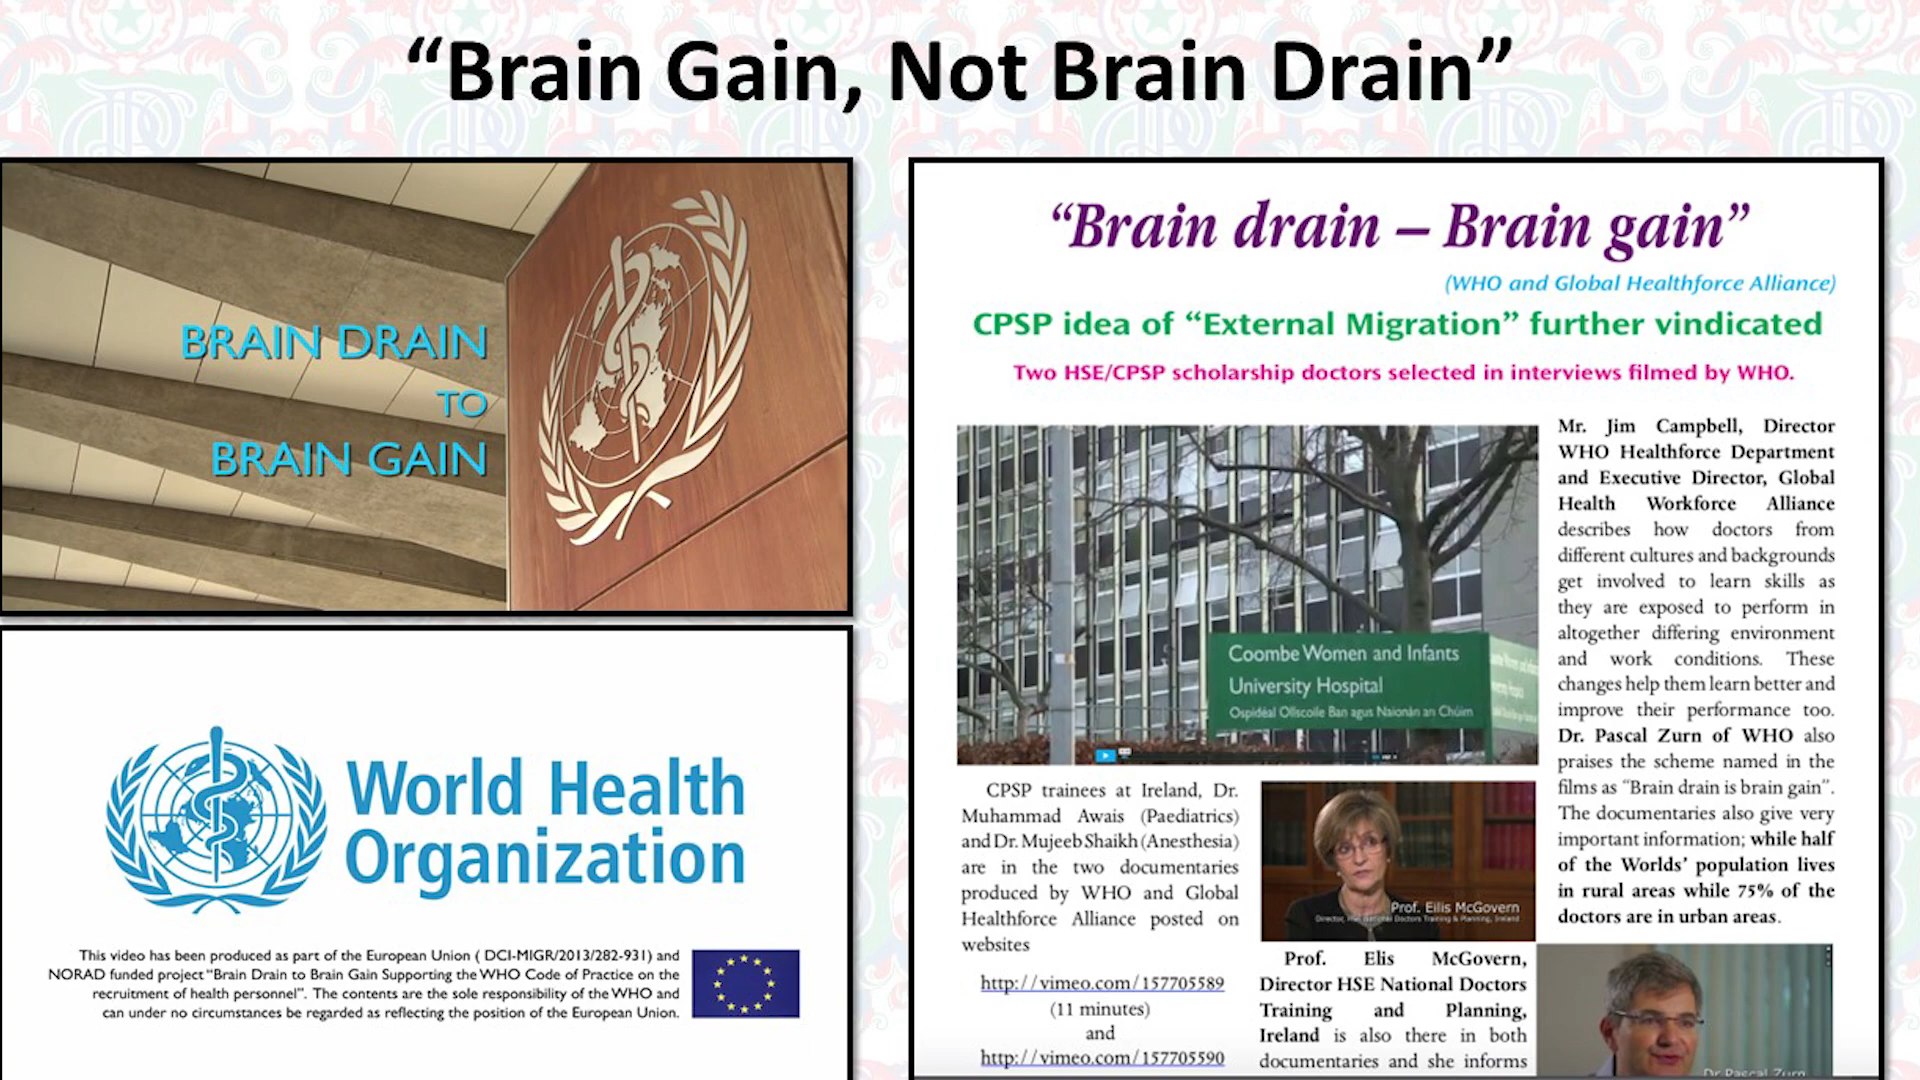 “Brain Gain, Not Brain Drain”
BRAIN DRAIN
TO
BRAIN GAIN
World Health
Organization
This video has been produced as part of the European Union ( DCI-MIGR/2013/282-931) and
NORAD funded project “Brain Drain to Brain Gain Supporting the WHO Code of Practice on the
recruitment of health personnel”. The contents are the sole responsibility of the WHO and
can under no circumstances be regarded as reflecting the position of the European Union.
“Brain drain – Brain gain”
(WHO and Global Healthforce Alliance)
CPSP idea of “External Migration” further vindicated
Two HSE/CPSP scholarship doctors selected in interviews filmed by WHO.
Coombe Women and Infants
University Hospital
Ospidéal Ollscoile Ban agus Naíonán an Chúim
CPSP trainees at Ireland, Dr.
Muhammad Awais (Paediatrics)
and Dr. Mujeeb Shaikh (Anesthesia)
are in the two documentaries
produced by WHO and Global
Healthforce Alliance posted on
websites
http://vimeo.com/157705589
(11 minutes)
and
http://vimeo.com/157705590
Prof. Eilis McGovern
Director, HSE National Doctors Training & Planning, Ireland
Prof. Elis McGovern,
Director HSE National Doctors
Training and Planning,
Ireland is also there in both
documentaries and she informs
Mr. Jim Campbell, Director
WHO Healthforce Department
and Executive Director, Global
Health Workforce Alliance
describes how doctors from
different cultures and backgrounds
get involved to learn skills as
they are exposed to perform in
altogether differing environment
and work conditions. These
changes help them learn better and
improve their performance too.
Dr. Pascal Zurn of WHO also
praises the scheme named in the
films as “Brain drain is brain gain”.
The documentaries also give very
important information; while half
of the Worlds’ population lives
in rural areas while 75% of the
doctors are in urban areas.
Dr Pascal Zurn